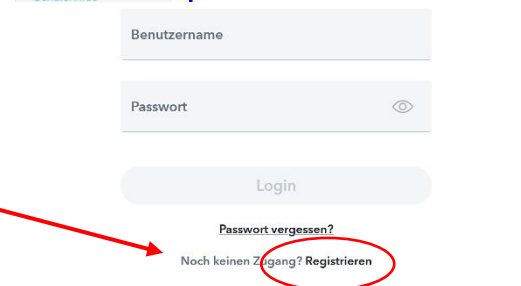 Benutzername
Passwort
Login
Passwort vergessen?
Noch keinen Zugang? Registrieren